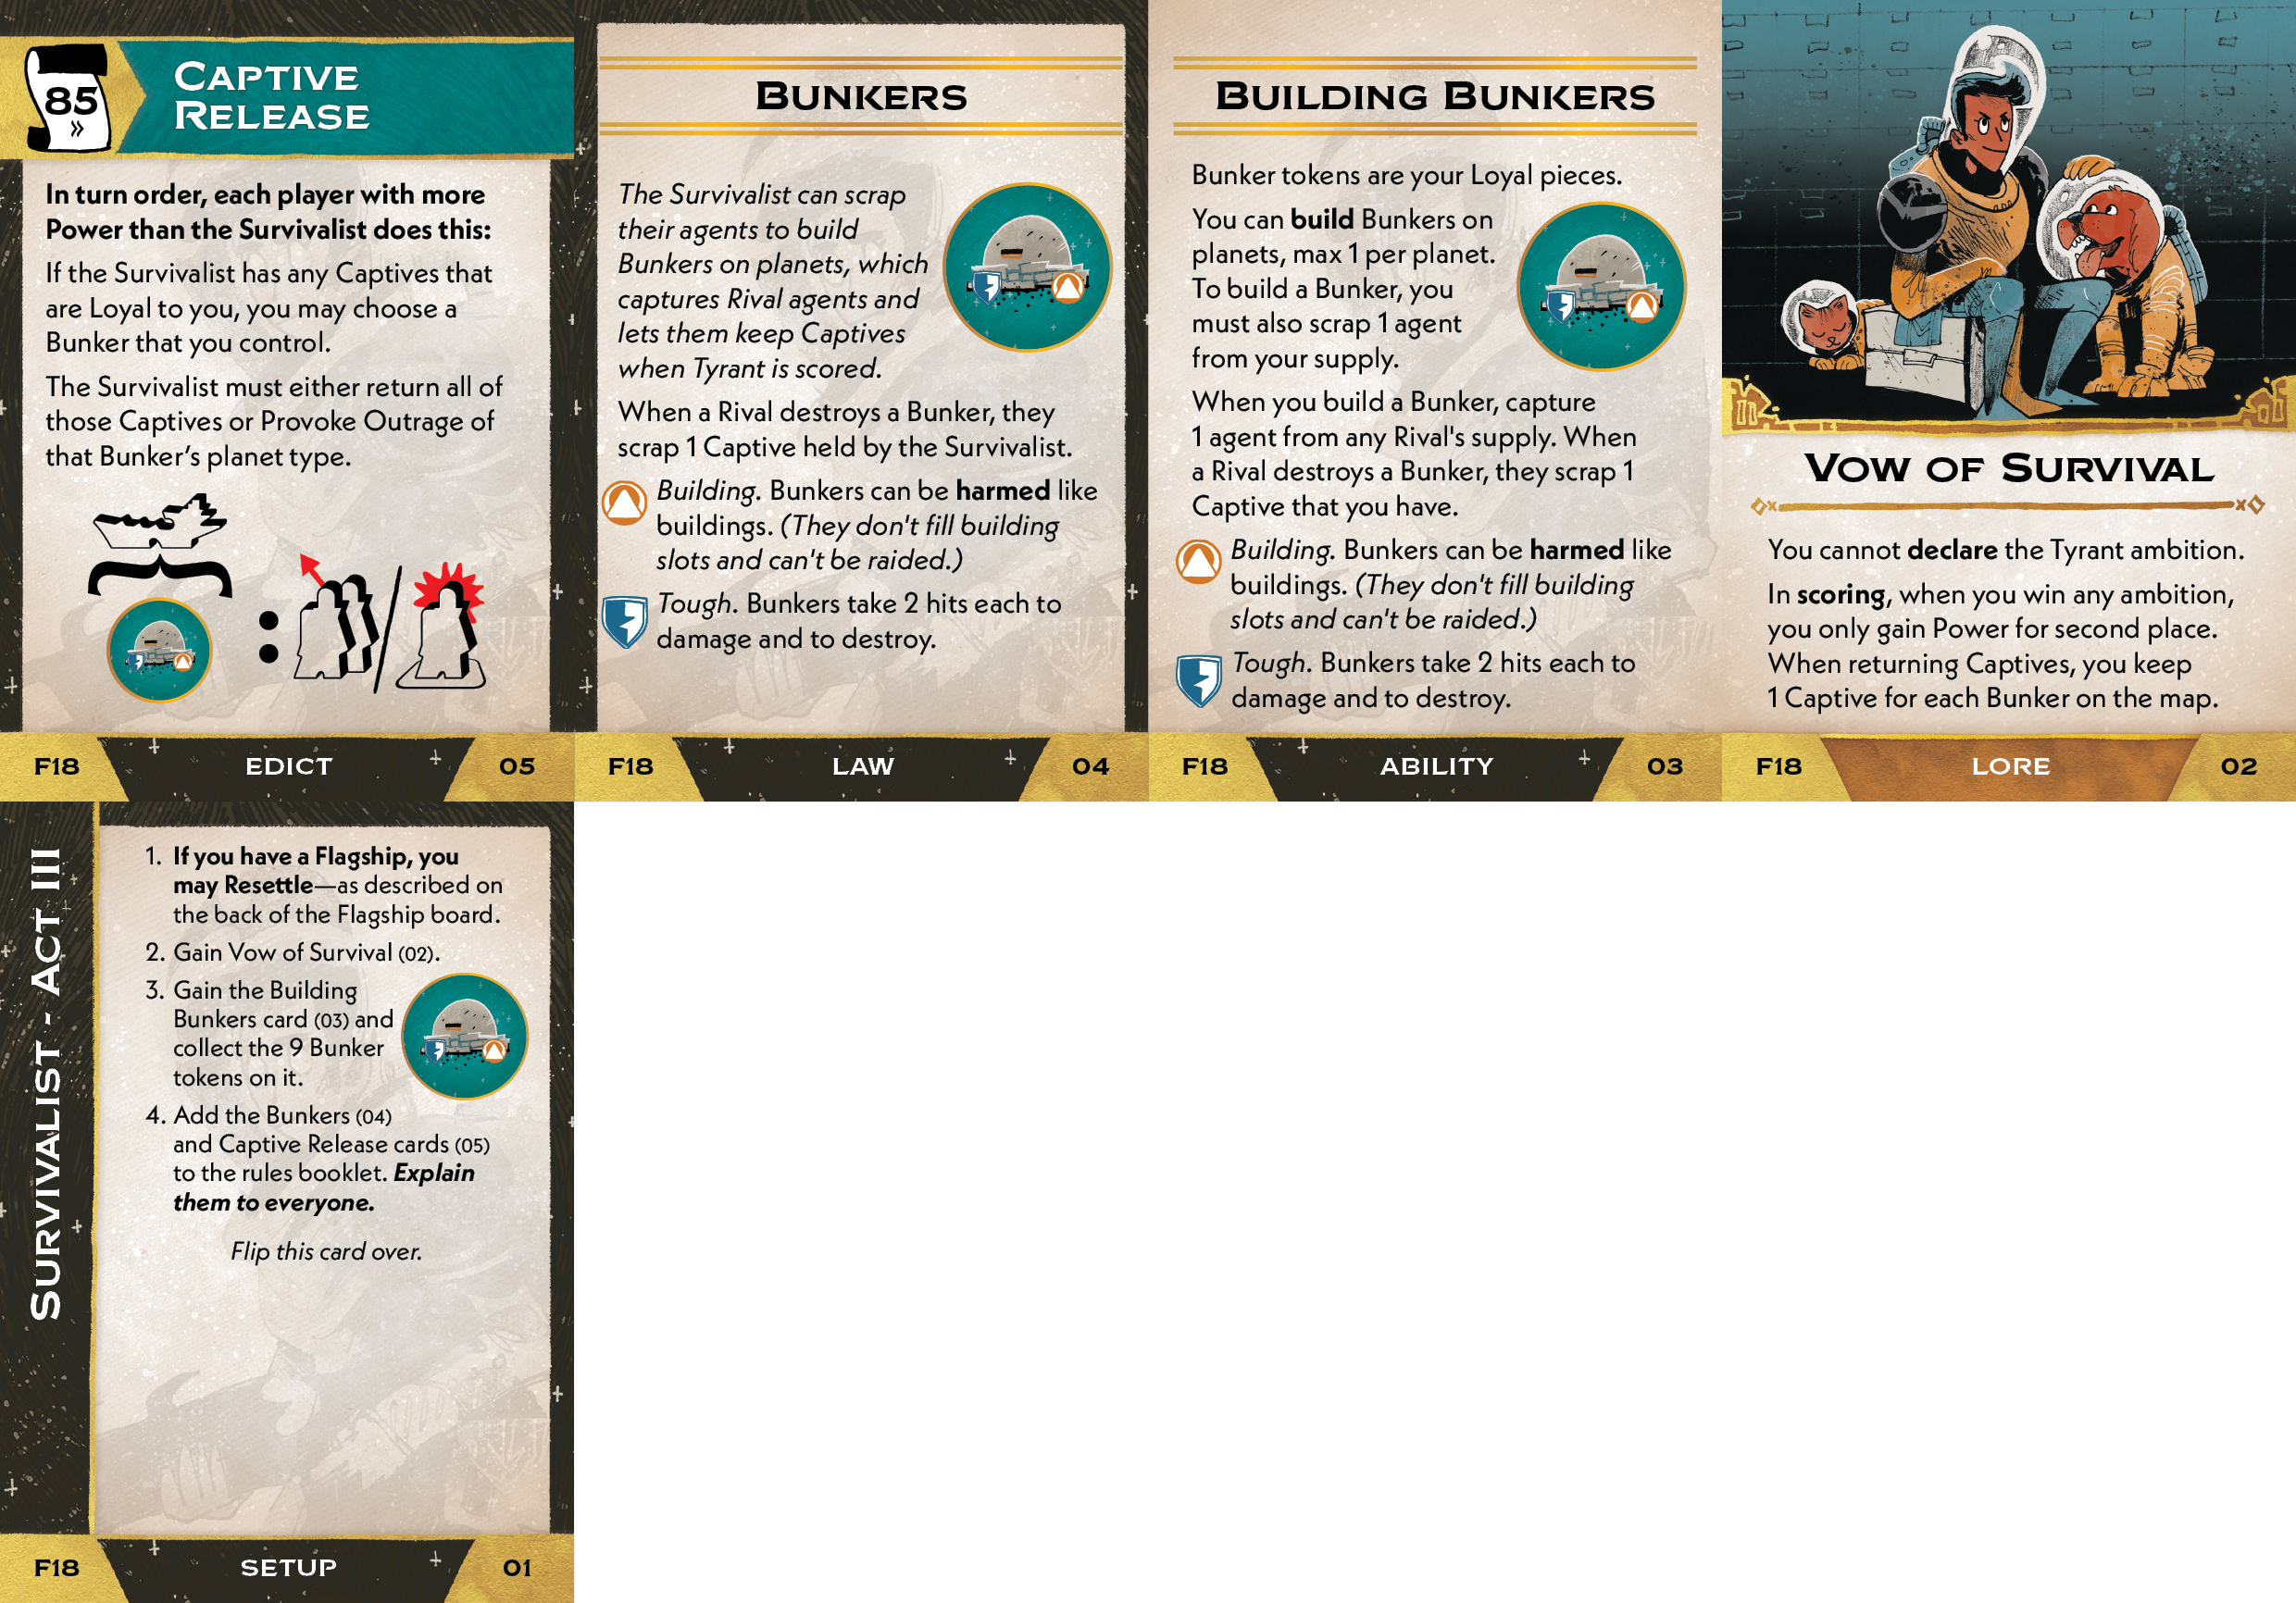 85
»
CAPTIVE
RELEASE
In turn order, each player with more
Power than the Survivalist does this:
If the Survivalist has any Captives that
are Loyal to you, you may choose a
Bunker that you control.
The Survivalist must either return all of
those Captives or Provoke Outrage of
that Bunker's planet type.
F18
EDICT
05
BUNKERS
The Survivalist can scrap
their agents to build
Bunkers on planets, which
captures Rival agents and
lets them keep Captives
when Tyrant is scored.
When a Rival destroys a Bunker, they
scrap 1 Captive held by the Survivalist.
Building. Bunkers can be harmed like
buildings. (They don't fill building
slots and can't be raided.)
Tough. Bunkers take 2 hits each to
damage and to destroy.
F18
LAW
04
BUILDING BUNKERS
Bunker tokens are your Loyal pieces.
You can build Bunkers on
planets, max 1 per planet.
To build a Bunker, you
must also scrap 1 agent
from your supply.
When you build a Bunker, capture
1 agent from any Rival's supply. When
a Rival destroys a Bunker, they scrap 1
Captive that you have.
Building. Bunkers can be harmed like
buildings. (They don't fill building
slots and can't be raided.)
Tough. Bunkers take 2 hits each to
damage and to destroy.
F18
ABILITY
03
VOW OF SURVIVAL
You cannot declare the Tyrant ambition.
In scoring, when you win any ambition,
you only gain Power for second place.
When returning Captives, you keep
1 Captive for each Bunker on the map.
F18
LORE
02
SURVIVALIST - ACT III
1. If you have a Flagship, you
may Resettle—as described on
the back of the Flagship board.
2. Gain Vow of Survival (02).
3. Gain the Building
Bunkers card (03) and
collect the 9 Bunker
tokens on it.
4. Add the Bunkers (04)
and Captive Release cards (05)
to the rules booklet. Explain
them to everyone.
Flip this card over.
F18
SETUP
01